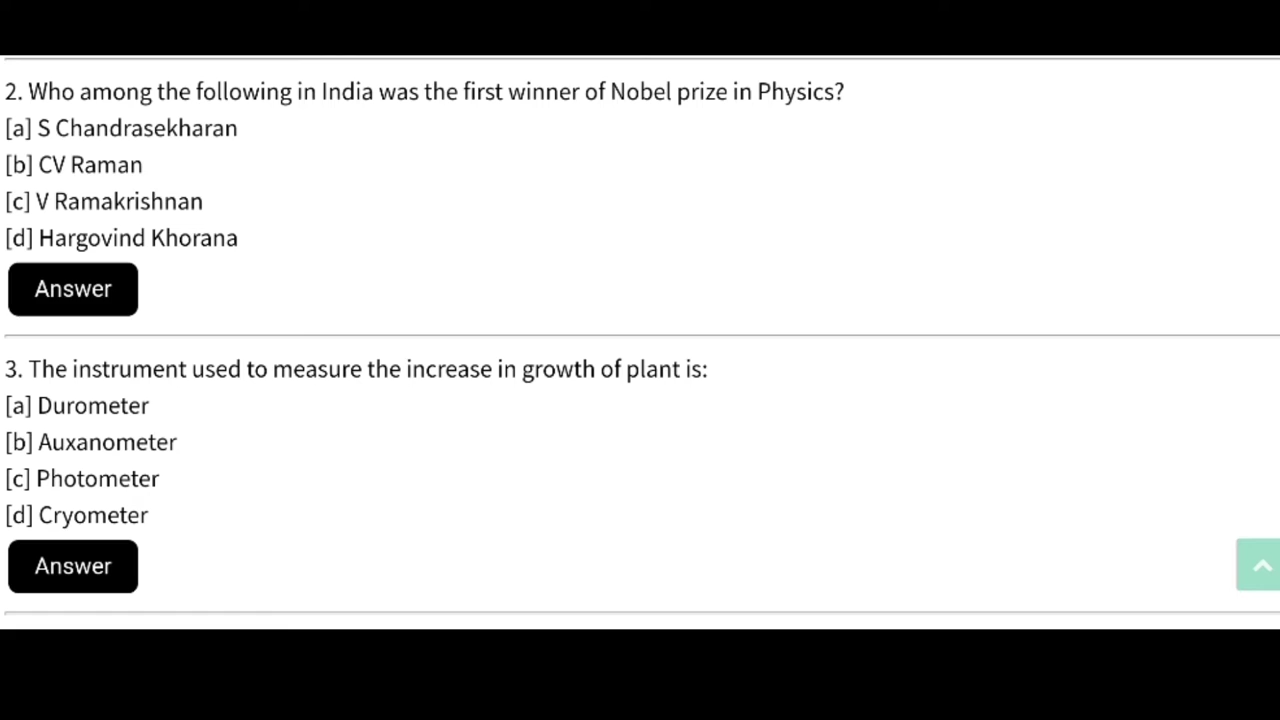 2. Who among the following in India was the first winner of Nobel prize in Physics?
[a] S Chandrasekharan
[b] CV Raman
[c] V Ramakrishnan
[d] Hargovind Khorana
Answer
3. The instrument used to measure the increase in growth of plant is:
[a] Durometer
[b] Auxanometer
[c] Photometer
[d] Cryometer
Answer